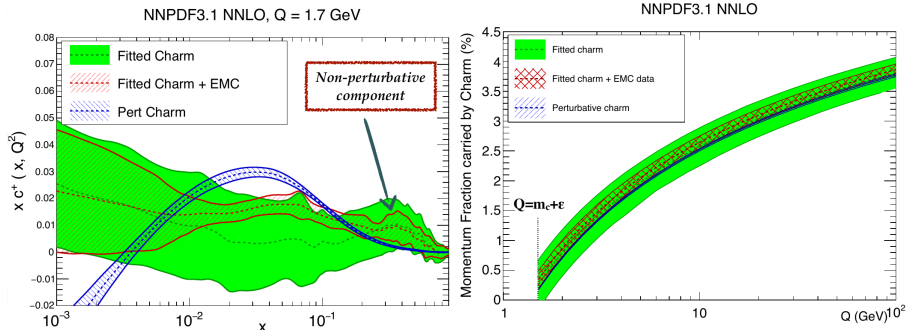 NNPDF3.1 NNLO, Q = 1.7 GeV
0.08
0.07
0.06
0.05
0.04
0.03
0.02
0.01
0
−0.01
−0.02
x c⁺ ( x, Q²)
Fitted Charm
Fitted Charm + EMC
Pert Charm
Non-perturbative
component
10⁻³
10⁻²
10⁻¹
x
NNPDF3.1 NNLO
Momentum Fraction carried by Charm (%)
4.5
4
3.5
3
2.5
2
1.5
1
0.5
0
Fitted charm
Fitted charm + EMC data
Perturbative charm
Q=m_c+ε
1
10
10²
Q (GeV)